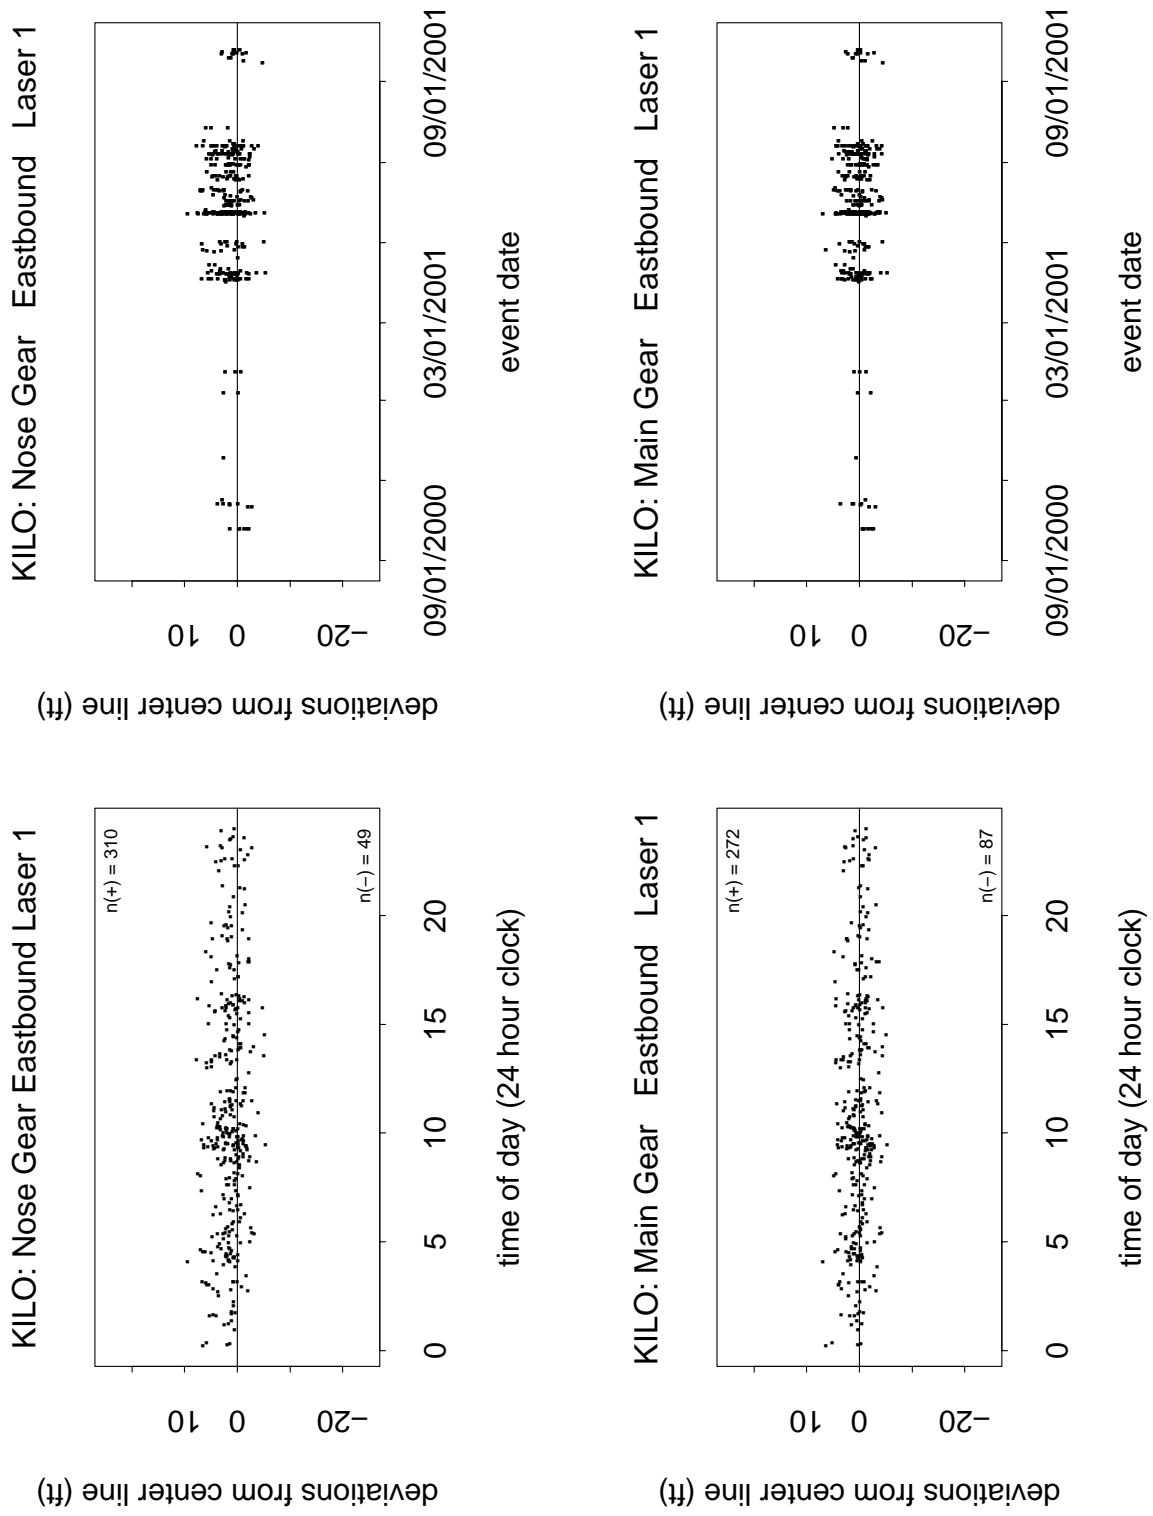 KILO: Nose Gear Eastbound Laser 1
n(+) = 310
n(−) = 49
10
0
−20
0
5
10
15
20
deviations from center line (ft)
time of day (24 hour clock)
KILO: Nose Gear Eastbound Laser 1
10
0
−20
09/01/2000
03/01/2001
09/01/2001
deviations from center line (ft)
event date
KILO: Main Gear Eastbound Laser 1
n(+) = 272
n(−) = 87
10
0
−20
0
5
10
15
20
deviations from center line (ft)
time of day (24 hour clock)
KILO: Main Gear Eastbound Laser 1
10
0
−20
09/01/2000
03/01/2001
09/01/2001
deviations from center line (ft)
event date